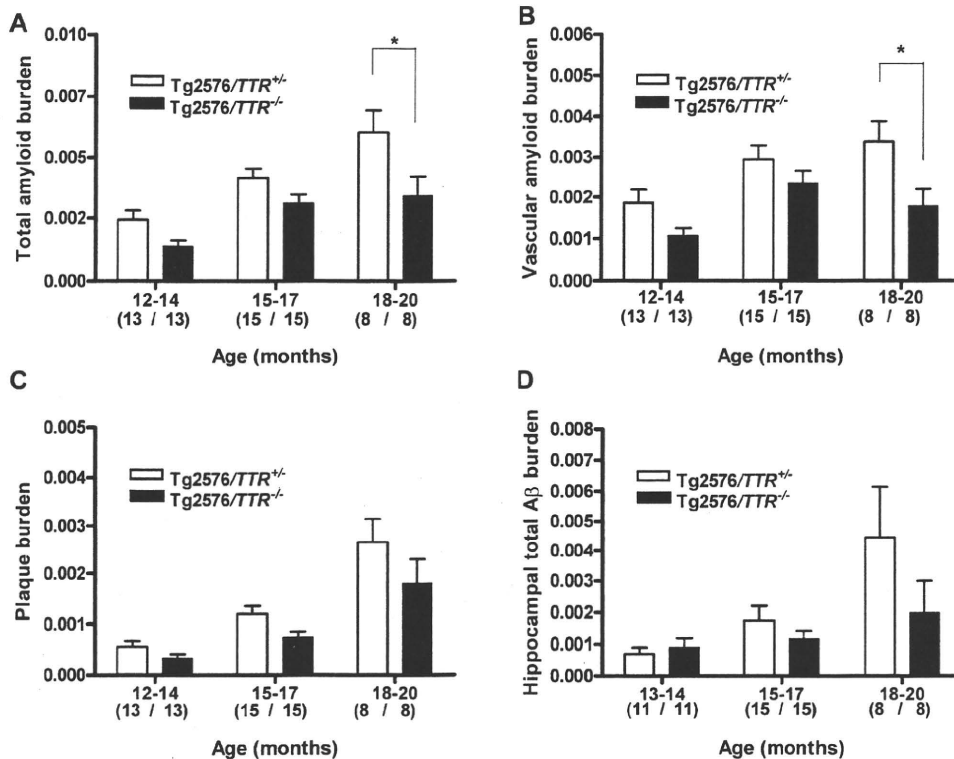 A
Total amyloid burden
0.010
0.007
0.005
0.002
0.000
*
Tg2576/TTR+/-
Tg2576/TTR-/-
12-14
15-17
18-20
(13 / 13)
(15 / 15)
(8 / 8)
Age (months)
B
Vascular amyloid burden
0.006
0.005
0.004
0.003
0.002
0.001
0.000
*
Tg2576/TTR+/-
Tg2576/TTR-/-
12-14
15-17
18-20
(13 / 13)
(15 / 15)
(8 / 8)
Age (months)
C
Plaque burden
0.005
0.004
0.003
0.002
0.001
0.000
Tg2576/TTR+/-
Tg2576/TTR-/-
12-14
15-17
18-20
(13 / 13)
(15 / 15)
(8 / 8)
Age (months)
D
Hippocampal total Aβ burden
0.008
0.007
0.006
0.005
0.004
0.003
0.002
0.001
0.000
Tg2576/TTR+/-
Tg2576/TTR-/-
13-14
15-17
18-20
(11 / 11)
(15 / 15)
(8 / 8)
Age (months)